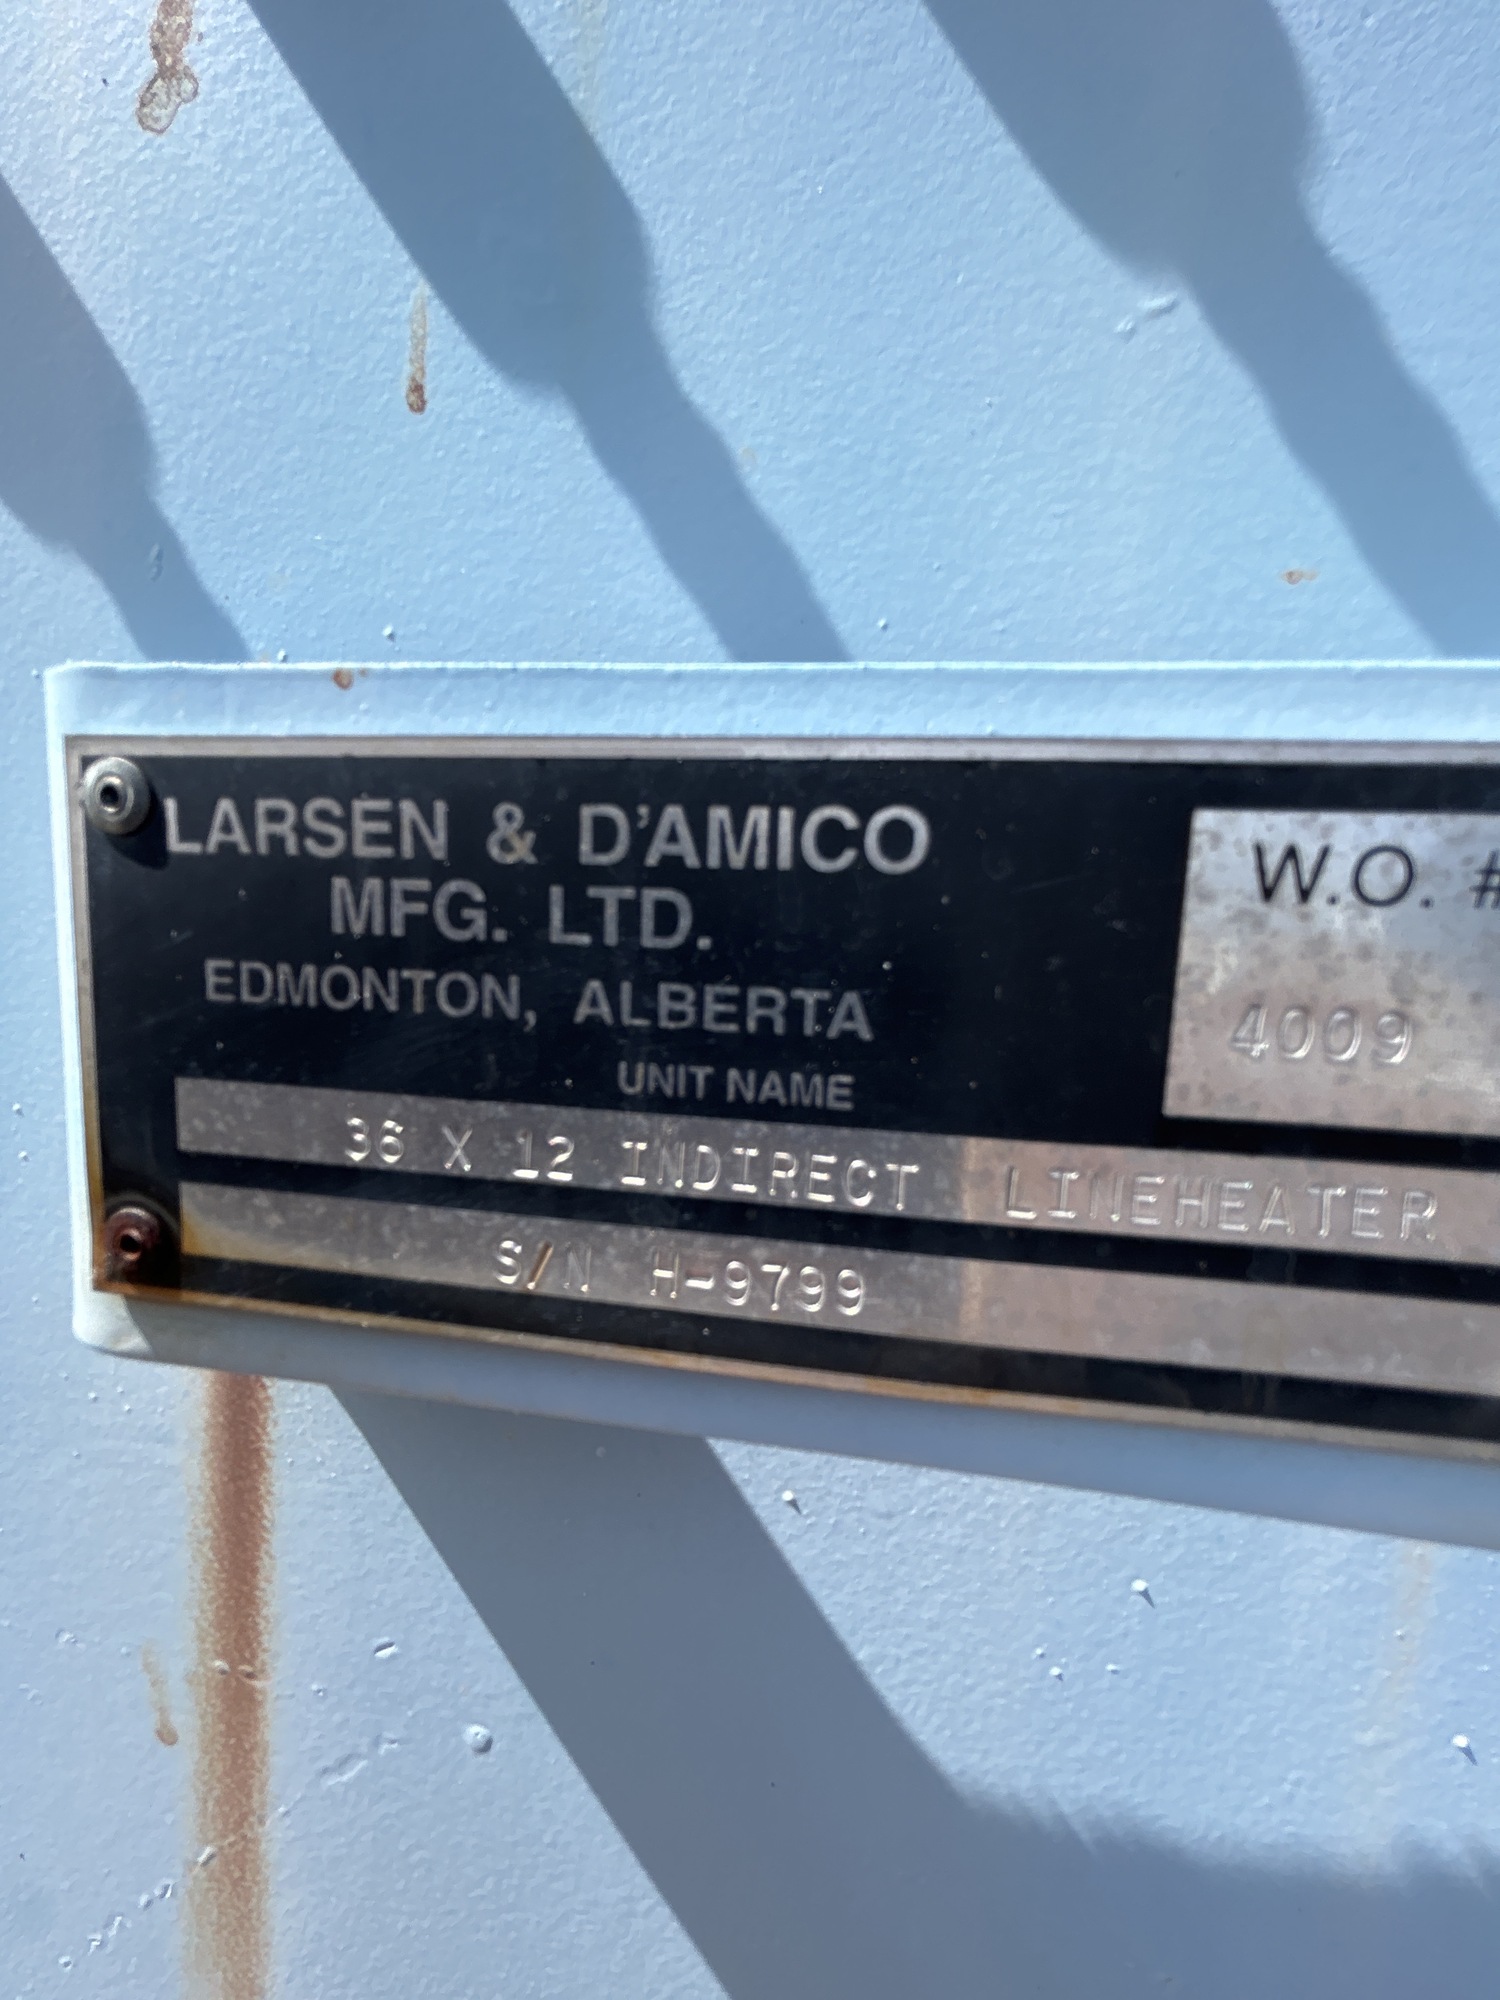 LARSEN & D'AMICO
MFG. LTD.
EDMONTON, ALBERTA
W.O. #
4009
UNIT NAME
36 X 12 INDIRECT LINEHEATER
S/N H-9799